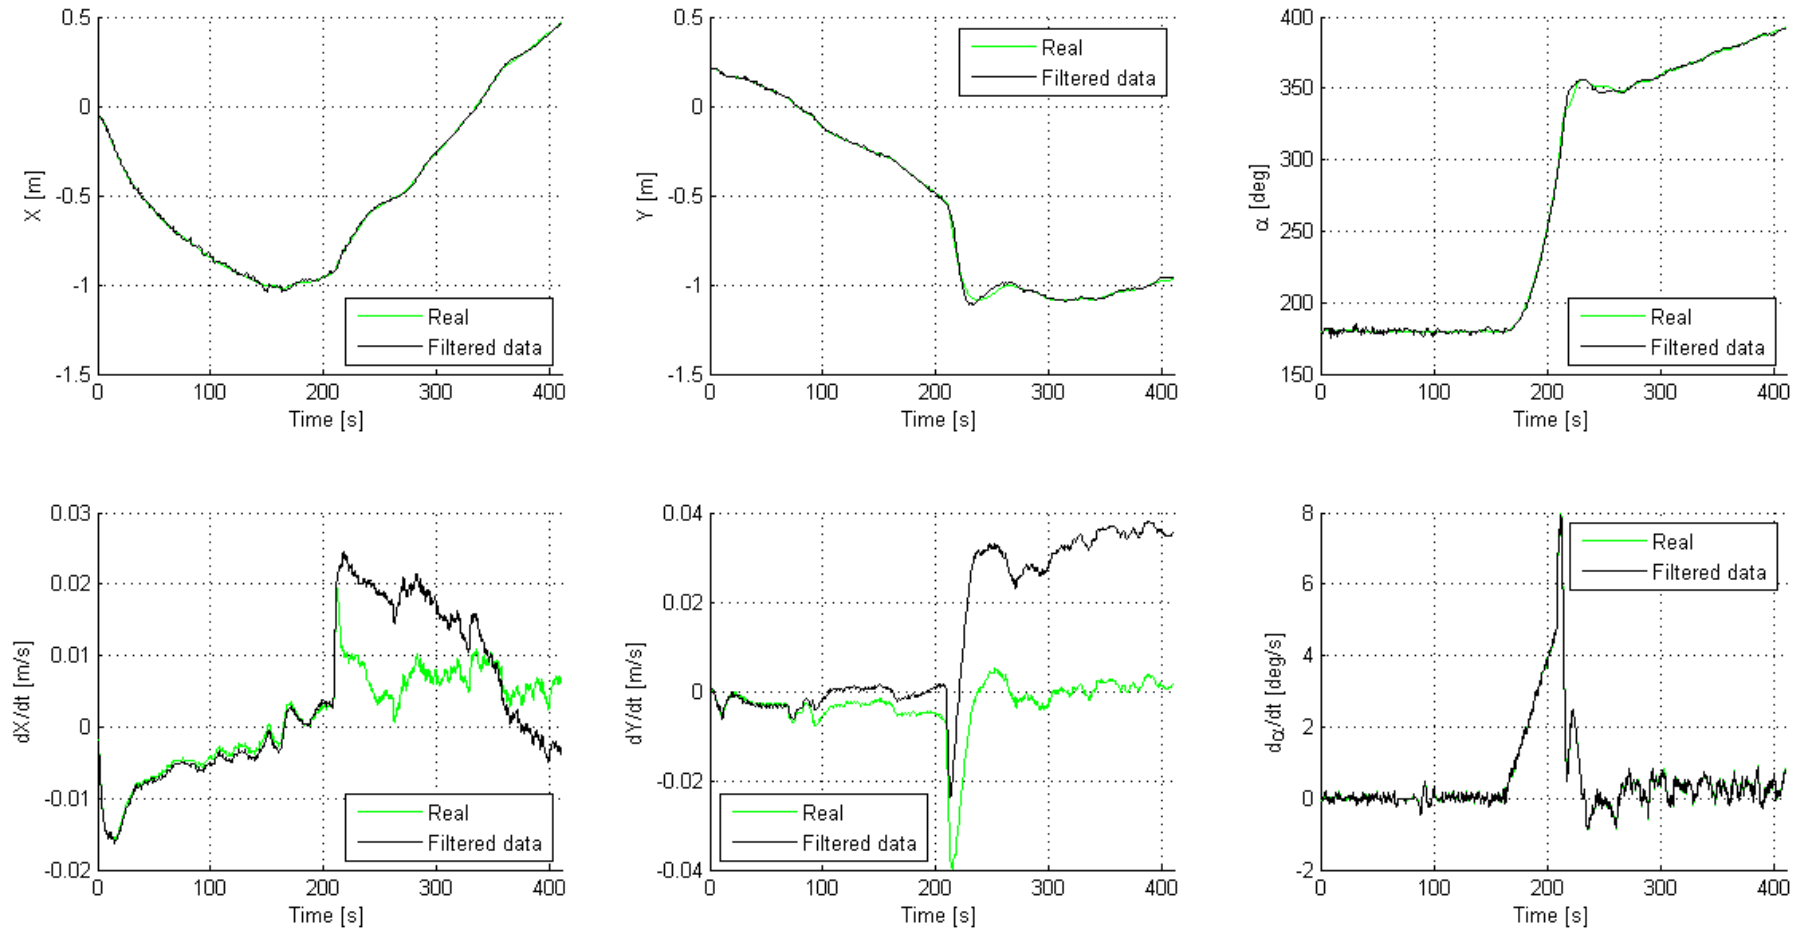 0.5
0
-0.5
-1
-1.5
X [m]
0 100 200 300 400
Time [s]
Real
Filtered data
0.5
0
-0.5
-1
-1.5
Y [m]
0 100 200 300 400
Time [s]
Real
Filtered data
400
350
300
250
200
150
α [deg]
0 100 200 300 400
Time [s]
Real
Filtered data
0.03
0.02
0.01
0
-0.01
-0.02
dX/dt [m/s]
0 100 200 300 400
Time [s]
Real
Filtered data
0.04
0.02
0
-0.02
-0.04
dY/dt [m/s]
0 100 200 300 400
Time [s]
Real
Filtered data
8
6
4
2
0
-2
dα/dt [deg/s]
0 100 200 300 400
Time [s]
Real
Filtered data